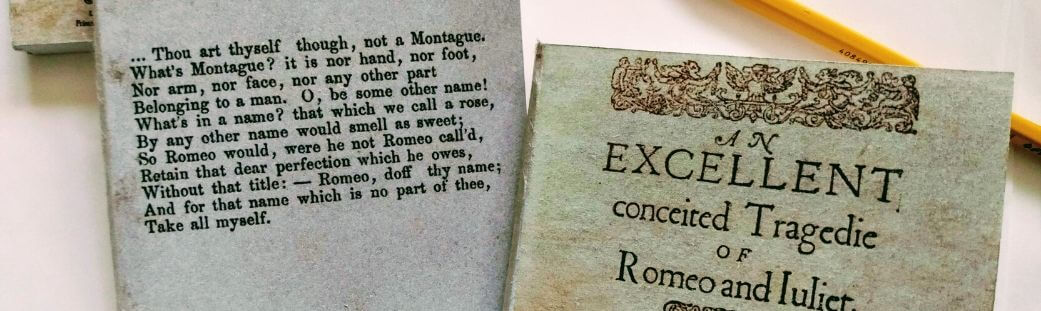 ... Thou art thyself though, not a Montague.
What's Montague? it is nor hand, nor foot,
Nor arm, nor face, nor any other part
Belonging to a man. O, be some other name!
What's in a name? that which we call a rose,
By any other name would smell as sweet;
So Romeo would, were he not Romeo call'd,
Retain that dear perfection which he owes,
Without that title: — Romeo, doff thy name;
And for that name which is no part of thee,
Take all myself.
AN
EXCELLENT
conceited Tragedie
OF
Romeo and Iuliet.